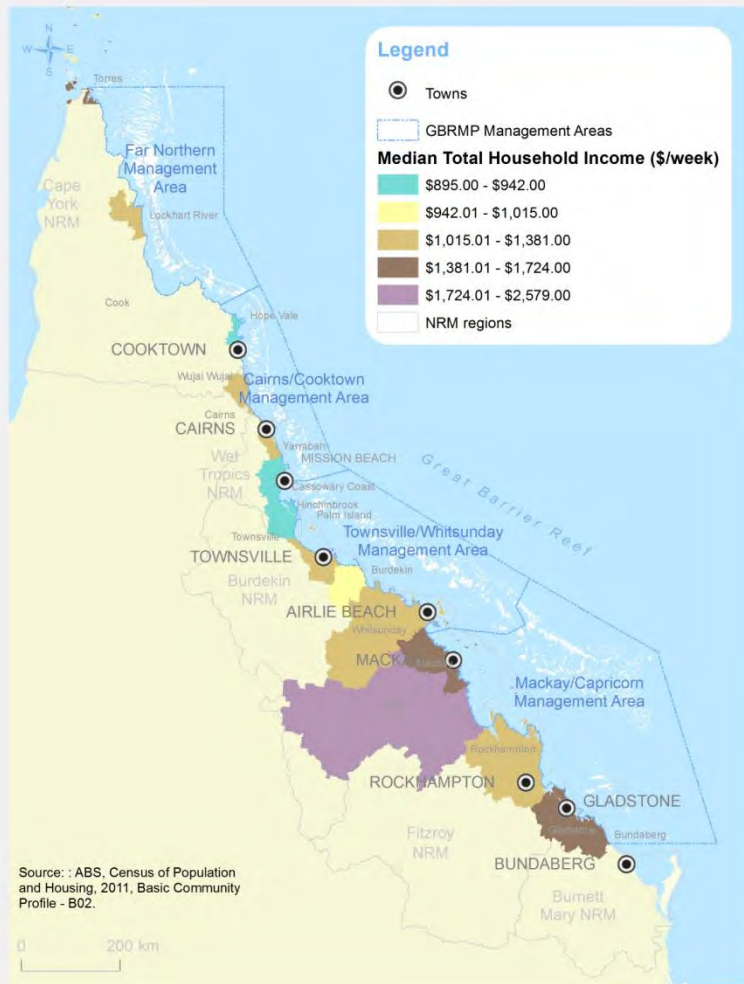 N
W
E
S
Torres
Far Northern
Management
Area
Cape
York
NRM
Lockhart River
Cook
Hope Vale
COOKTOWN
Wujal Wujal
Cairns/Cooktown
Management Area
Cairns
CAIRNS
Yarrabah
MISSION BEACH
Wet
Tropics
NRM
Cassowary Coast
Hinchinbrook
Palm Island
Great Barrier Reef
Townsville
Townsville/Whitsunday
Management Area
TOWNSVILLE
Burdekin
Burdekin
NRM
AIRLIE BEACH
Whitsunday
Mackay/Capricorn
Management Area
Rockhampton
ROCKHAMPTON
GLADSTONE
Gladstone
Bundaberg
Fitzroy
NRM
BUNDABERG
Burnett
Mary NRM
Legend
Towns
GBRMP Management Areas
Median Total Household Income ($/week)
$895.00 - $942.00
$942.01 - $1,015.00
$1,015.01 - $1,381.00
$1,381.01 - $1,724.00
$1,724.01 - $2,579.00
NRM regions
Source: : ABS, Census of Population
and Housing, 2011, Basic Community
Profile - B02.
0 200 km